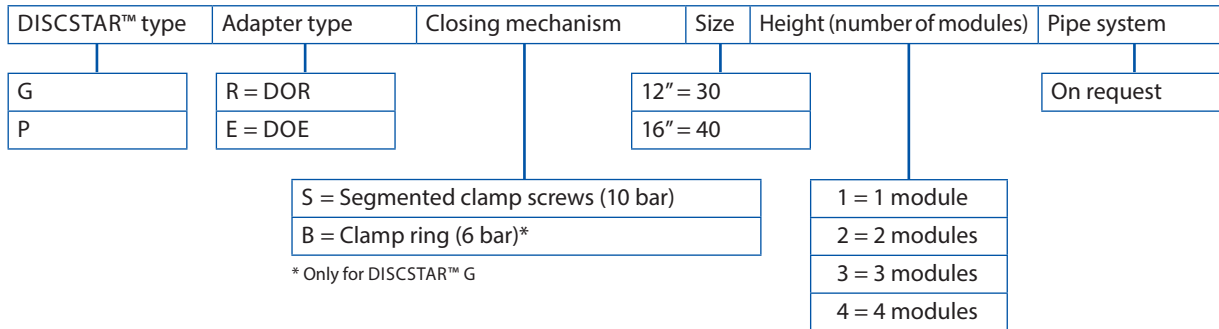 DISCSTAR™ type Adapter type Closing mechanism Size Height (number of modules) Pipe system
G R = DOR 12” = 30 On request
P E = DOE 16” = 40
S = Segmented clamp screws (10 bar) 1 = 1 module
B = Clamp ring (6 bar)* 2 = 2 modules
* Only for DISCSTAR™ G 3 = 3 modules
4 = 4 modules